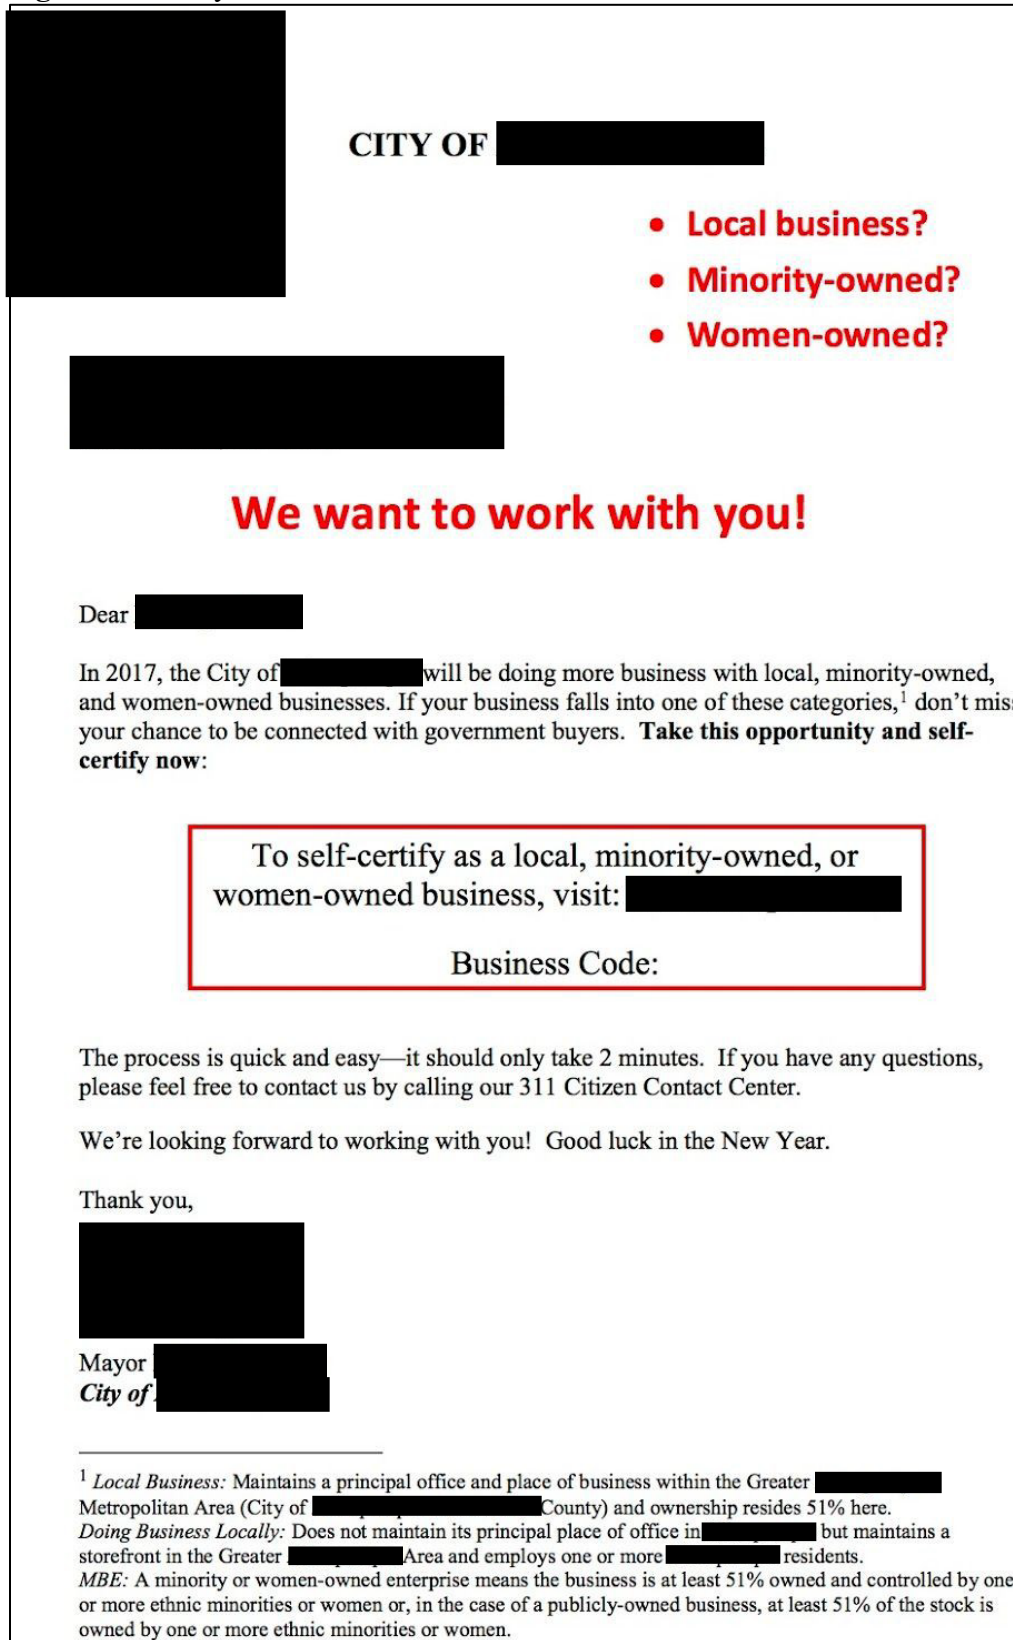 CITY OF
• Local business?
• Minority-owned?
• Women-owned?
We want to work with you!
Dear
In 2017, the City of will be doing more business with local, minority-owned,
and women-owned businesses. If your business falls into one of these categories,¹ don’t mis
your chance to be connected with government buyers. Take this opportunity and self-
certify now:
To self-certify as a local, minority-owned, or
women-owned business, visit:
Business Code:
The process is quick and easy—it should only take 2 minutes. If you have any questions,
please feel free to contact us by calling our 311 Citizen Contact Center.
We’re looking forward to working with you! Good luck in the New Year.
Thank you,
Mayor
City of
¹ Local Business: Maintains a principal office and place of business within the Greater
Metropolitan Area (City of County) and ownership resides 51% here.
Doing Business Locally: Does not maintain its principal place of office in but maintains a
storefront in the Greater Area and employs one or more residents.
MBE: A minority or women-owned enterprise means the business is at least 51% owned and controlled by one
or more ethnic minorities or women or, in the case of a publicly-owned business, at least 51% of the stock is
owned by one or more ethnic minorities or women.